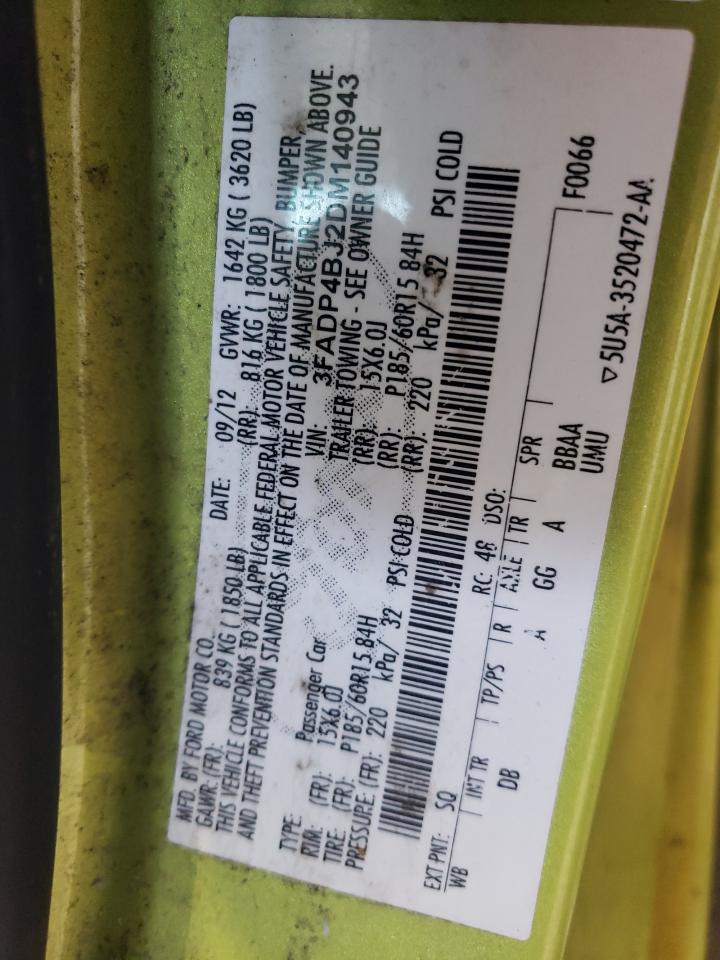 MFD. BY FORD MOTOR CO.
DATE: 09/12 GVWR: 1642 KG ( 3620 LB)
GAWR: (FR): 839 KG ( 1850 LB) (RR): 816 KG ( 1800 LB)
THIS VEHICLE CONFORMS TO ALL APPLICABLE FEDERAL MOTOR VEHICLE SAFETY, BUMPER,
AND THEFT PREVENTION STANDARDS IN EFFECT ON THE DATE OF MANUFACTURE SHOWN ABOVE.
VIN: 3FADP4BJ2DM140943
TYPE: Passenger Car TRAILER TOWING - SEE OWNER GUIDE
RIM: (FR): 15X6.0J (RR): 15X6.0J
TIRE: (FR): P185/60R15 84H (RR): P185/60R15 84H
PRESSURE: (FR): 220 kPa/ 32 PSI COLD (RR): 220 kPa/ 32 PSI COLD
EXT PNT: SQ RC: 48 DSO: F0066
WB INT TR TP/PS R AXLE TR SPR BBAA
DB A GG A UMU
▽5U5A-3520472-AA